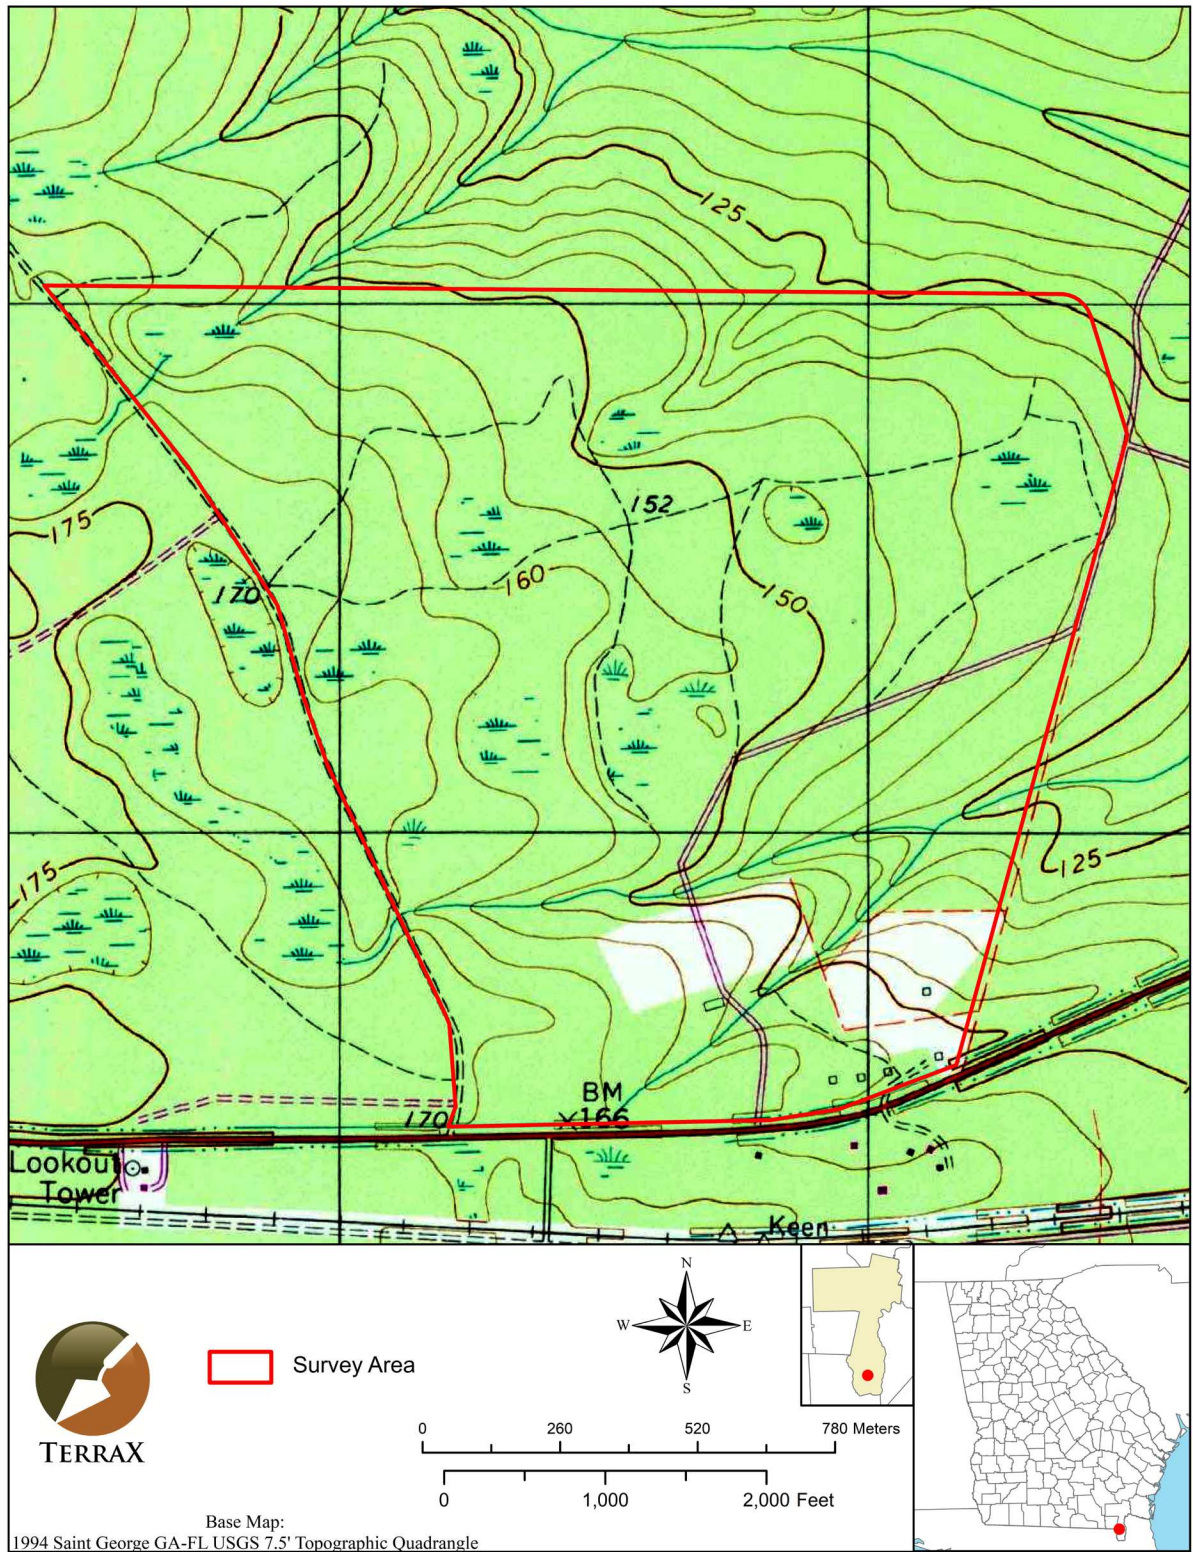 125
175
152
160
170
150
175
125
BM
×166
170
Lookout
Tower
Keen
N
W E
S
Survey Area
TERRAX
0 260 520 780 Meters
0 1,000 2,000 Feet
Base Map:
1994 Saint George GA-FL USGS 7.5' Topographic Quadrangle